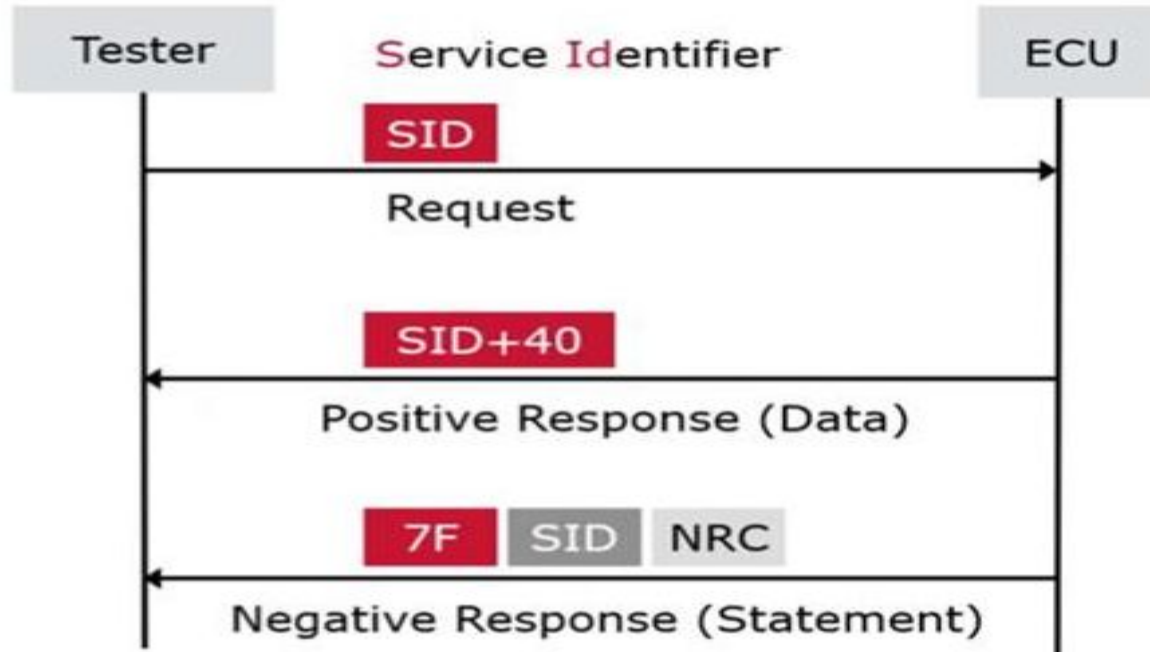 Tester
Service Identifier
ECU
SID
Request
SID+40
Positive Response (Data)
7F SID NRC
Negative Response (Statement)